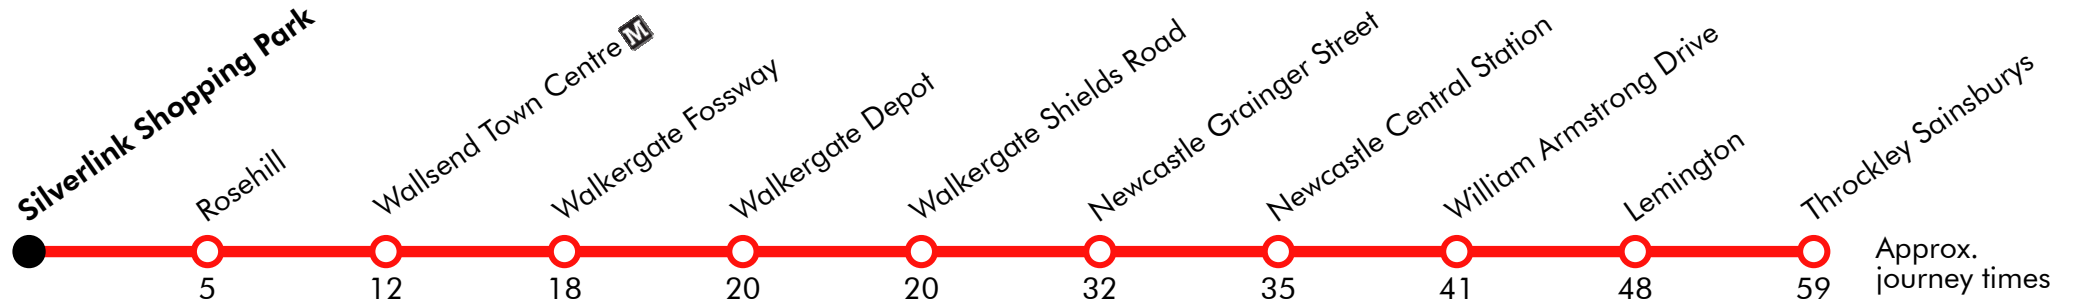 Silverlink Shopping Park
Rosehill
Wallsend Town Centre M
Walkergate Fossway
Walkergate Depot
Walkergate Shields Road
Newcastle Grainger Street
Newcastle Central Station
William Armstrong Drive
Lemington
Throckley Sainsburys
5 12 18 20 20 32 35 41 48 59
Approx.
journey times